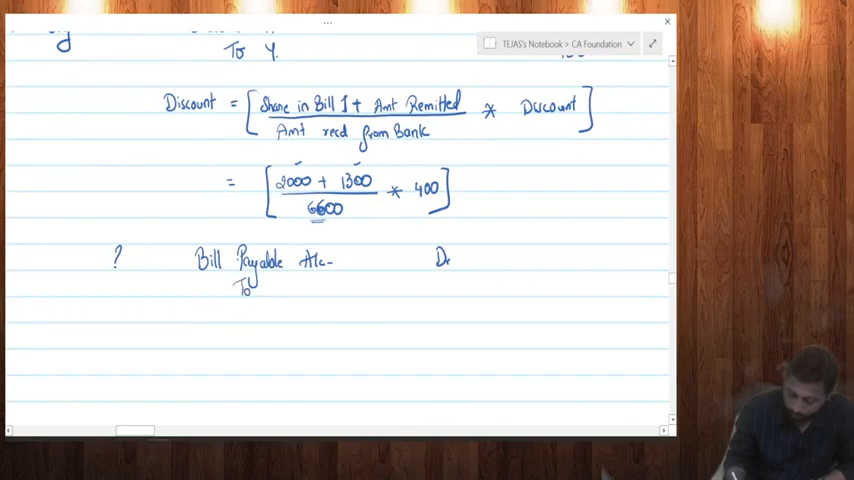 TEJAS's Notebook > CA Foundation
To Y.
Discount = [ Share in Bill I + Amt Remitted / Amt recd from Bank * Discount ]
= [ 2000 + 1300 / 6600 * 400 ]
? Bill Payable A/c- Dr
To